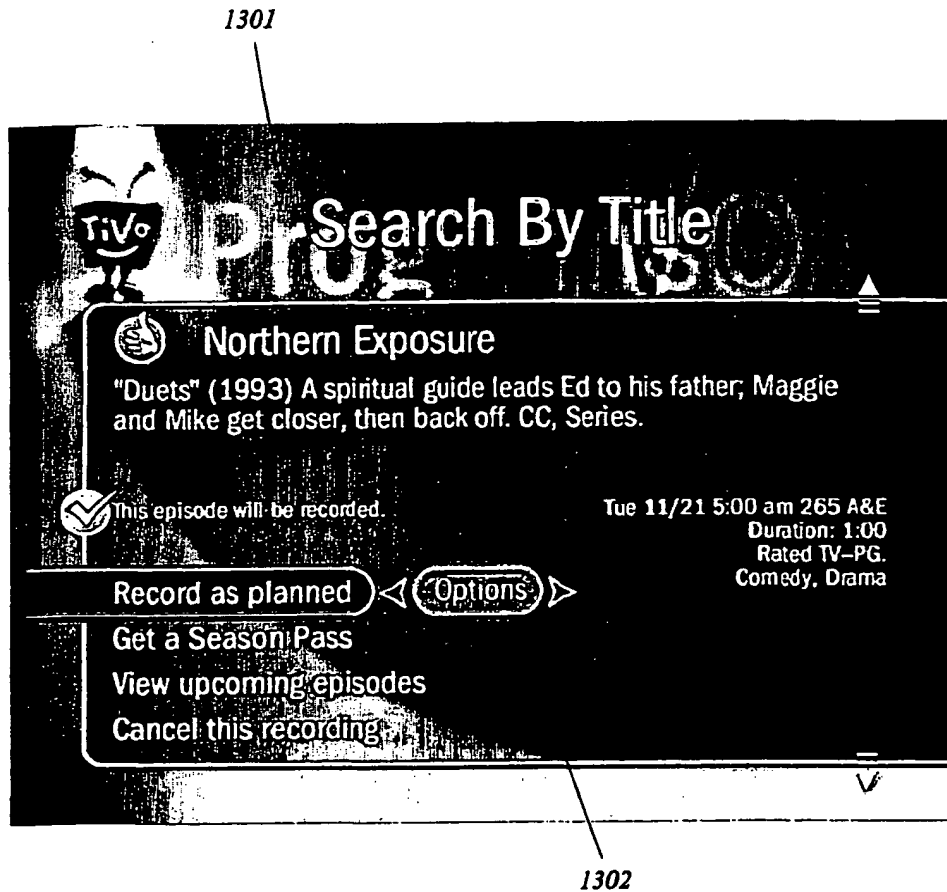 1301
TiVo
Search By Title
Northern Exposure
"Duets" (1993) A spiritual guide leads Ed to his father; Maggie
and Mike get closer, then back off. CC, Series.
This episode will be recorded.
Tue 11/21 5:00 am 265 A&E
Duration: 1:00
Rated TV-PG.
Comedy, Drama
Record as planned
Options
Get a Season Pass
View upcoming episodes
Cancel this recording
1302